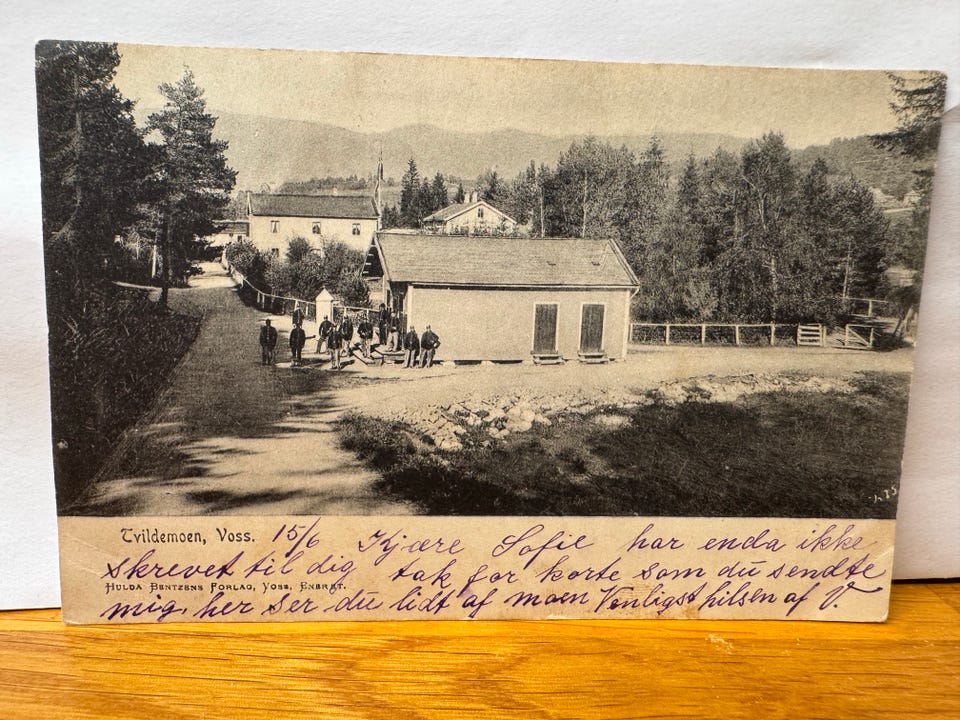 Tvildemoen, Voss. 15/6 Kjære Sofie har enda ikke
skrevet til dig tak for korte som du sendte
HULDA BENTZENS FORLAG, VOSS, ENERET.
mig, her ser du lidt af moen Venligst hilsen af V.